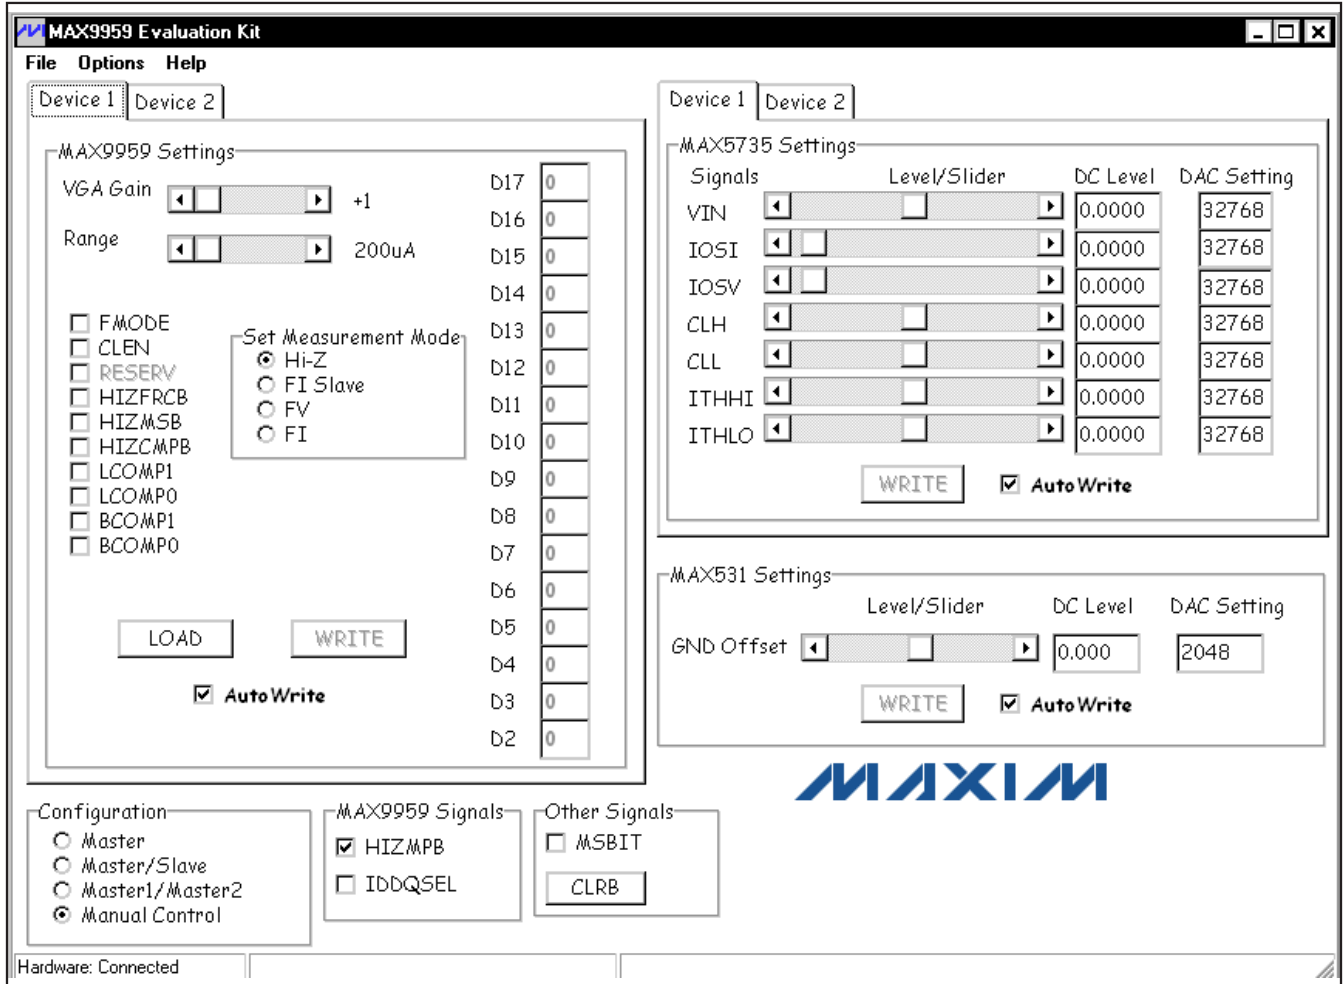 MAX9959 Evaluation Kit
File Options Help
Device 1 Device 2
MAX9959 Settings
VGA Gain +1
Range 200uA
FMODE
CLEN
RESERV
HIZFRCB
HIZMSB
HIZCMPB
LCOMP1
LCOMP0
BCOMP1
BCOMP0
Set Measurement Mode
Hi-Z
FI Slave
FV
FI
D17 0
D16 0
D15 0
D14 0
D13 0
D12 0
D11 0
D10 0
D9 0
D8 0
D7 0
D6 0
D5 0
D4 0
D3 0
D2 0
LOAD WRITE
AutoWrite
Device 1 Device 2
MAX5735 Settings
Signals Level/Slider DC Level DAC Setting
VIN 0.0000 32768
IOSI 0.0000 32768
IOSV 0.0000 32768
CLH 0.0000 32768
CLL 0.0000 32768
ITHHI 0.0000 32768
ITHLO 0.0000 32768
WRITE AutoWrite
MAX531 Settings
Level/Slider DC Level DAC Setting
GND Offset 0.000 2048
WRITE AutoWrite
MAXIM
Configuration
Master
Master/Slave
Master1/Master2
Manual Control
MAX9959 Signals
HIZMPB
IDDQSEL
Other Signals
MSBIT
CLRB
Hardware: Connected